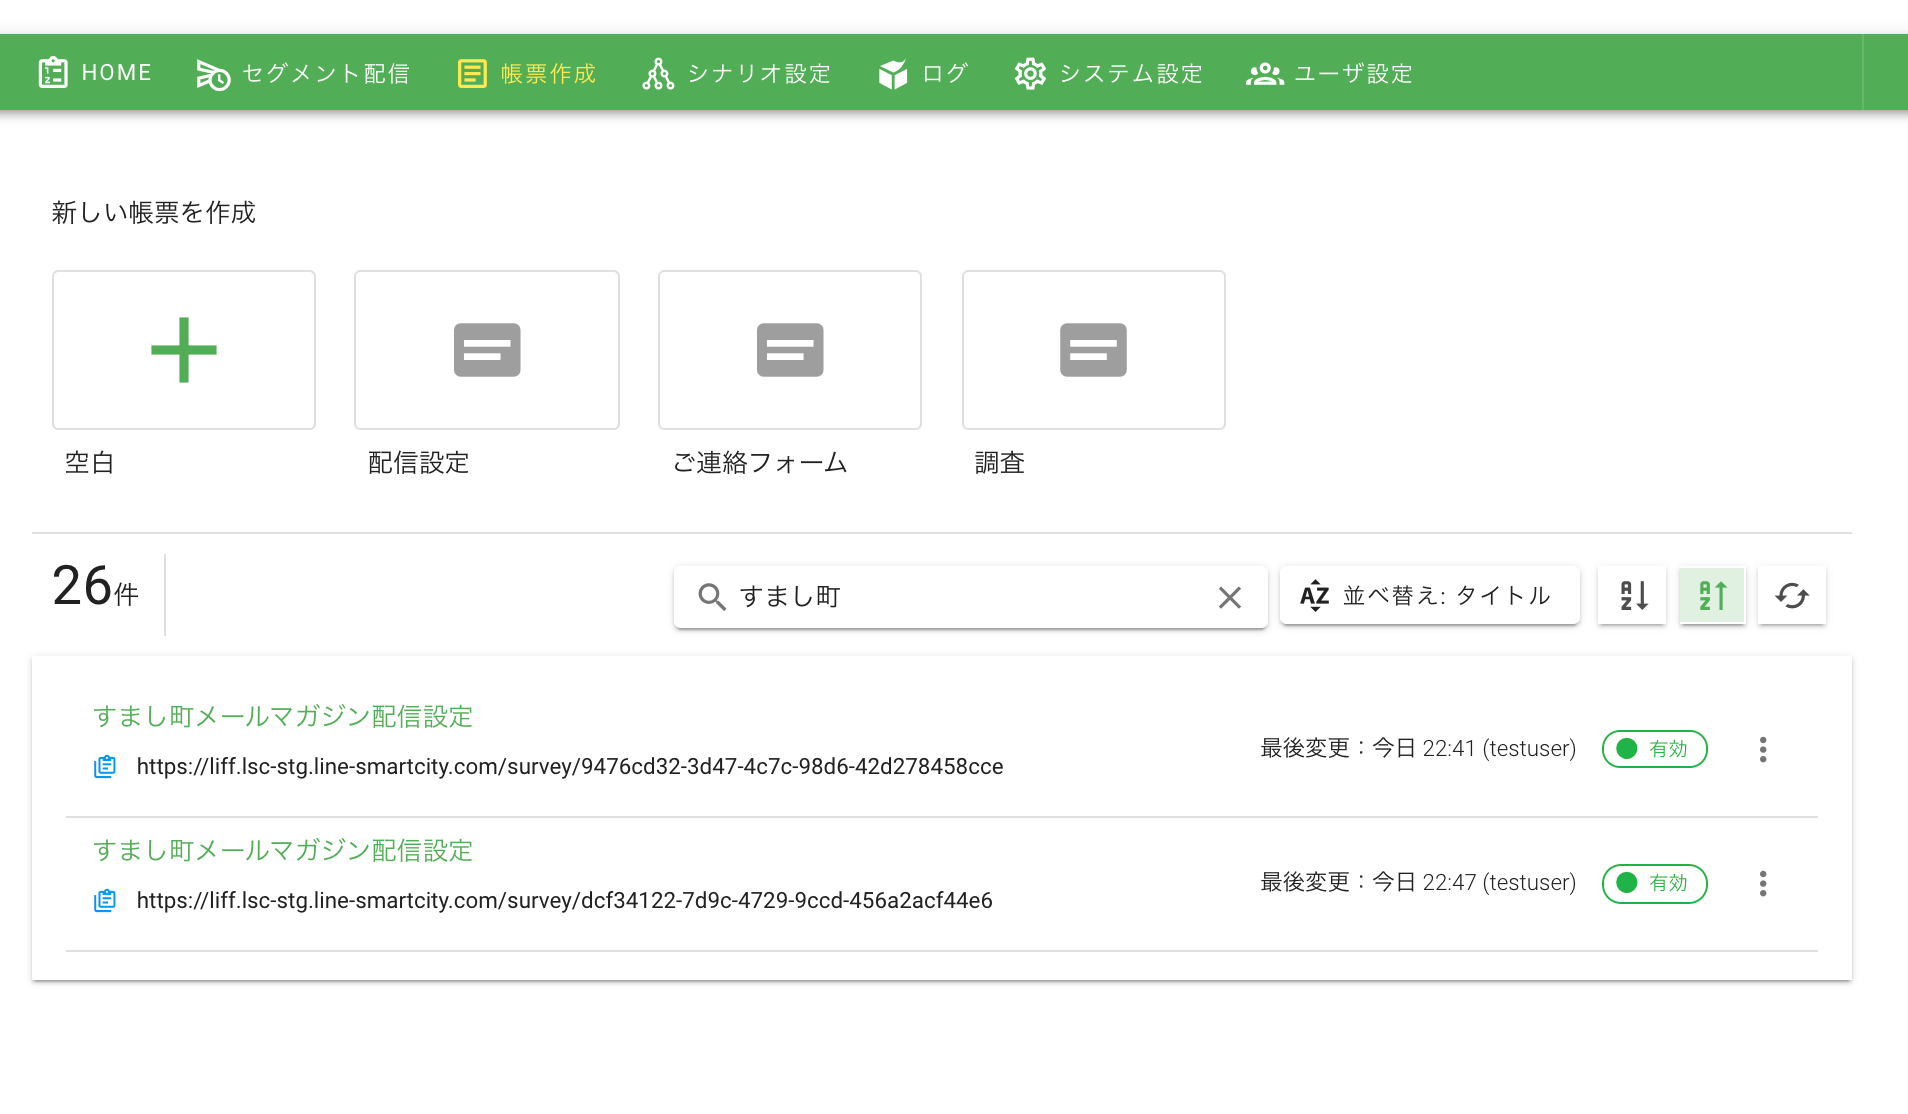 HOME セグメント配信 帳票作成 シナリオ設定 ログ システム設定 ユーザ設定
新しい帳票を作成
空白 配信設定 ご連絡フォーム 調査
26件 すまし町 AZ 並べ替え: タイトル AZ AZ
すまし町メールマガジン配信設定
最後変更：今日 22:41 (testuser) 有効
https://liff.lsc-stg.line-smartcity.com/survey/9476cd32-3d47-4c7c-98d6-42d278458cce
すまし町メールマガジン配信設定
最後変更：今日 22:47 (testuser) 有効
https://liff.lsc-stg.line-smartcity.com/survey/dcf34122-7d9c-4729-9ccd-456a2acf44e6